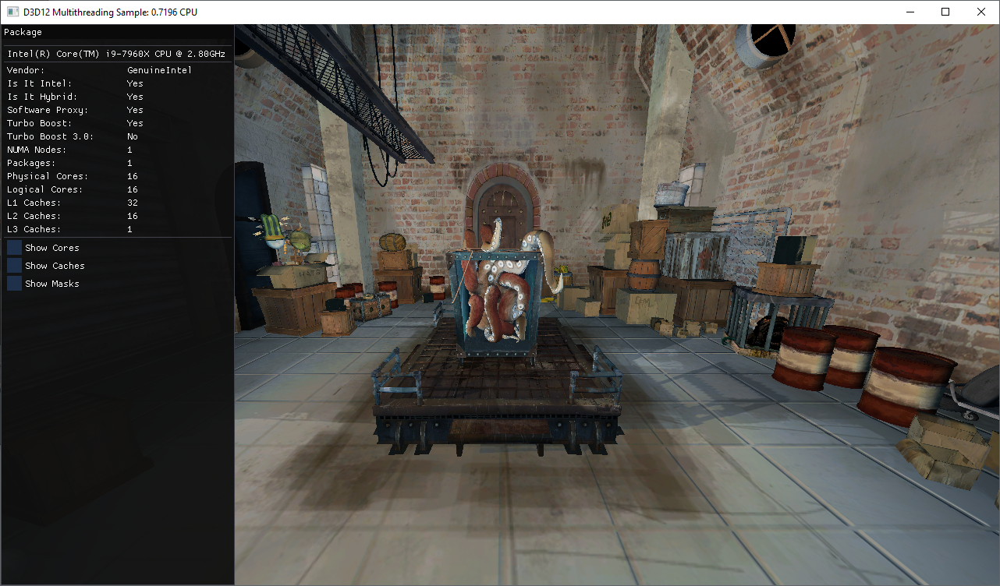 D3D12 Multithreading Sample: 0.7196 CPU
Package
Intel(R) Core(TM) i9-7960X CPU @ 2.80GHz
Vendor: GenuineIntel
Is It Intel: Yes
Is It Hybrid: Yes
Software Proxy: Yes
Turbo Boost: Yes
Turbo Boost 3.0: No
NUMA Nodes: 1
Packages: 1
Physical Cores: 16
Logical Cores: 16
L1 Caches: 32
L2 Caches: 16
L3 Caches: 1
Show Cores
Show Caches
Show Masks